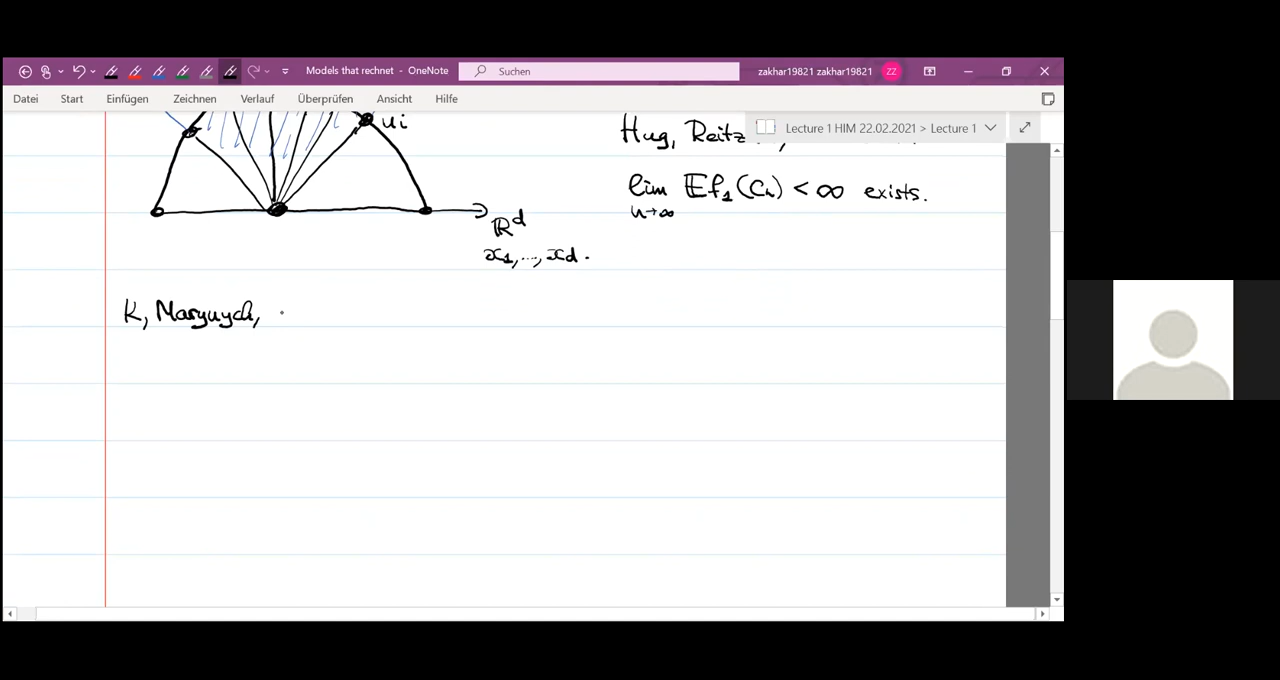 Models that rechnet - OneNote
Suchen
zakhar19821 zakhar19821
ZZ
Datei Start Einfügen Zeichnen Verlauf Überprüfen Ansicht Hilfe
Lecture 1 HIM 22.02.2021 > Lecture 1
ui
Hug, Reitz
lim 𝔼f₁(Cₙ) < ∞ exists.
n→∞
ℝᵈ
x₁,...,xd.
K, Marynych,